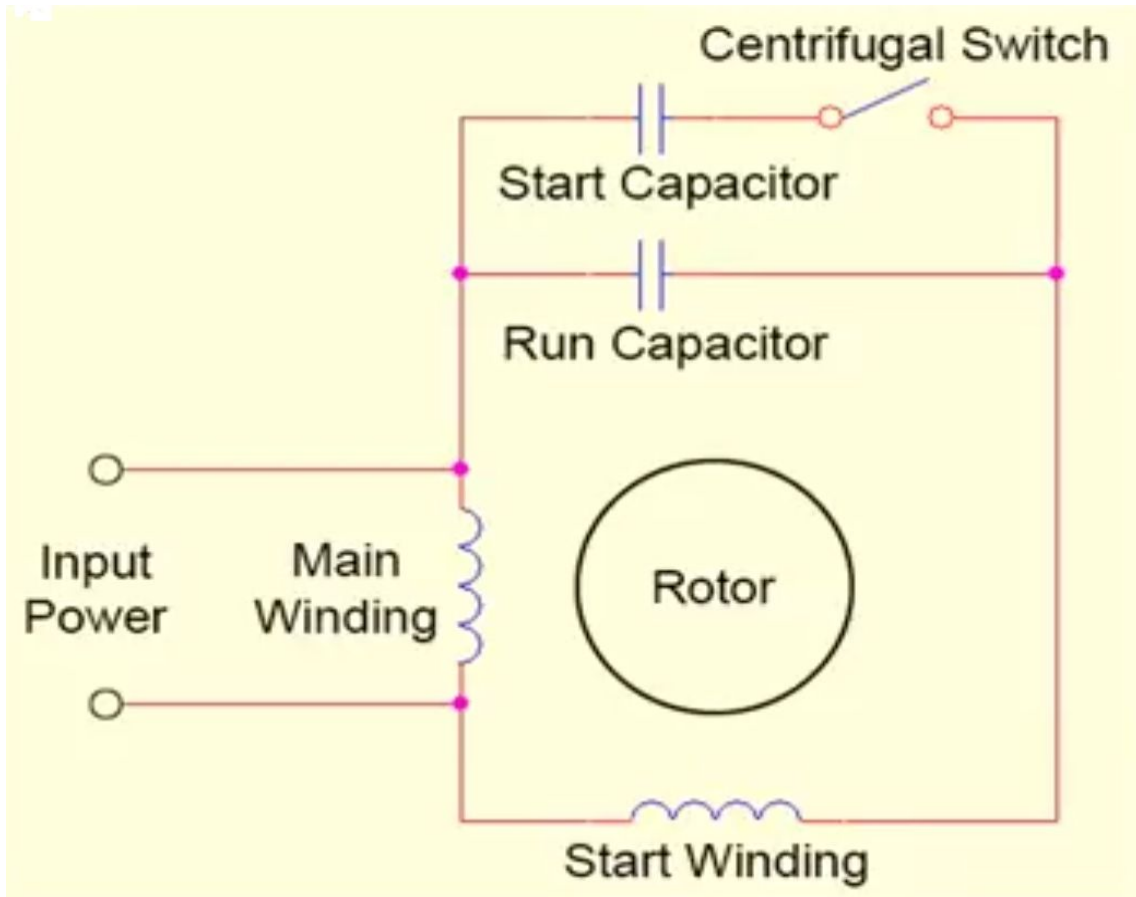 Centrifugal Switch
Start Capacitor
Run Capacitor
Input
Power
Main
Winding
Rotor
Start Winding